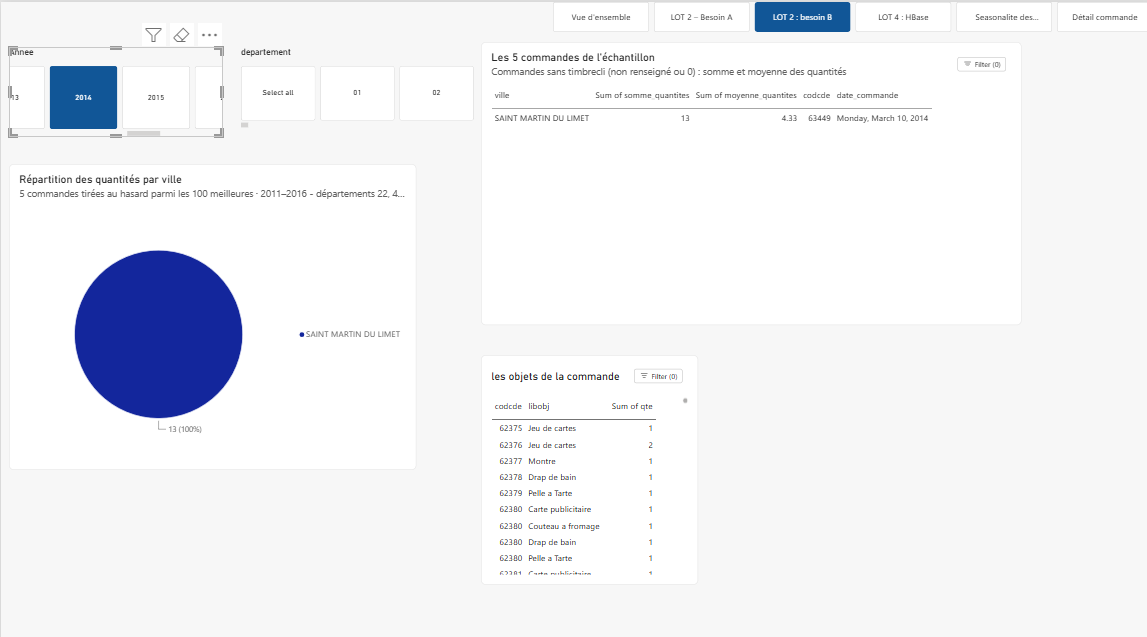 Vue d'ensemble
LOT 2 – Besoin A
LOT 2 : besoin B
LOT 4 : HBase
Seasonalite des...
Détail commande
Annee
13
2014
2015
departement
Select all
01
02
Les 5 commandes de l'échantillon
Filter (0)
Commandes sans timbrecli (non renseigné ou 0) : somme et moyenne des quantités
ville Sum of somme_quantites Sum of moyenne_quantites codcde date_commande
SAINT MARTIN DU LIMET 13 4.33 63449 Monday, March 10, 2014
Répartition des quantités par ville
5 commandes tirées au hasard parmi les 100 meilleures · 2011–2016 - départements 22, 4...
SAINT MARTIN DU LIMET
13 (100%)
les objets de la commande
Filter (0)
codcde libobj Sum of qte
62375 Jeu de cartes 1
62376 Jeu de cartes 2
62377 Montre 1
62378 Drap de bain 1
62379 Pelle a Tarte 1
62380 Carte publicitaire 1
62380 Couteau a fromage 1
62380 Drap de bain 1
62380 Pelle a Tarte 1
62381 Carte publicitaire 1